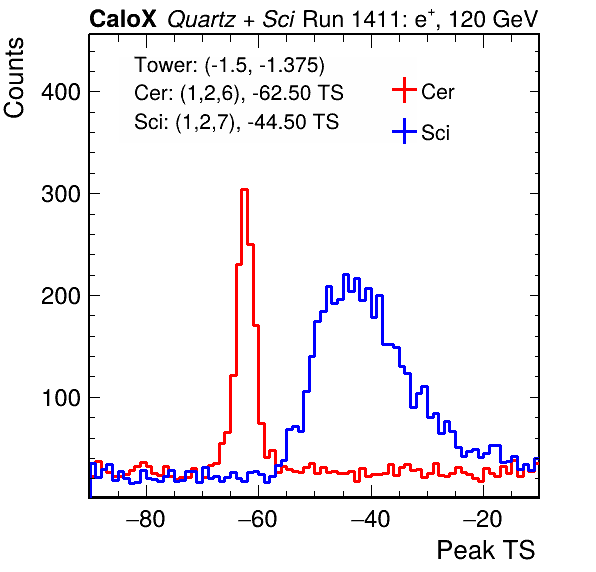 CaloX Quartz + Sci Run 1411: e+, 120 GeV
Counts
Tower: (-1.5, -1.375)
Cer: (1,2,6), -62.50 TS
Sci: (1,2,7), -44.50 TS
Cer
Sci
400
300
200
100
−80 −60 −40 −20
Peak TS